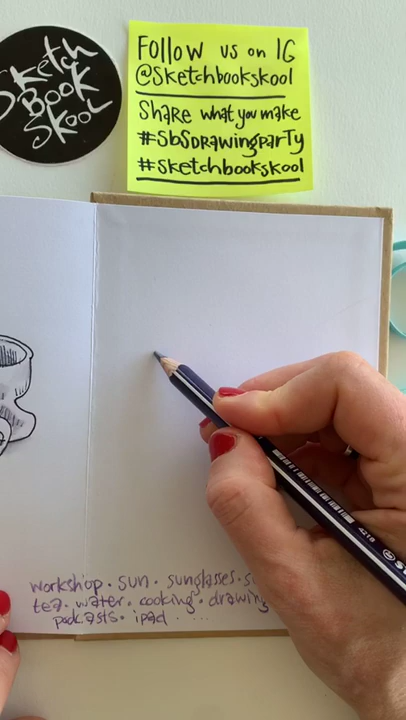 Sketch
Book
Skool
Follow us on IG
@Sketchbookskool
Share what you make
#SbSDrawingparTy
#sketchbookskool
workshop · sun · sunglasses ·
tea · water · cooking · drawing
podcasts · ipad · ...